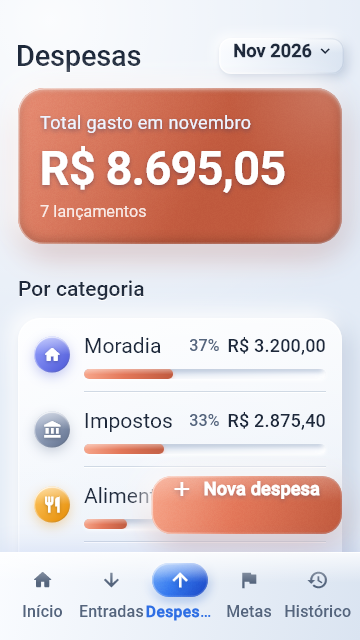 Despesas
Nov 2026
Total gasto em novembro
R$ 8.695,05
7 lançamentos
Por categoria
Moradia 37% R$ 3.200,00
Impostos 33% R$ 2.875,40
+ Nova despesa
Início Entradas Despes... Metas Histórico